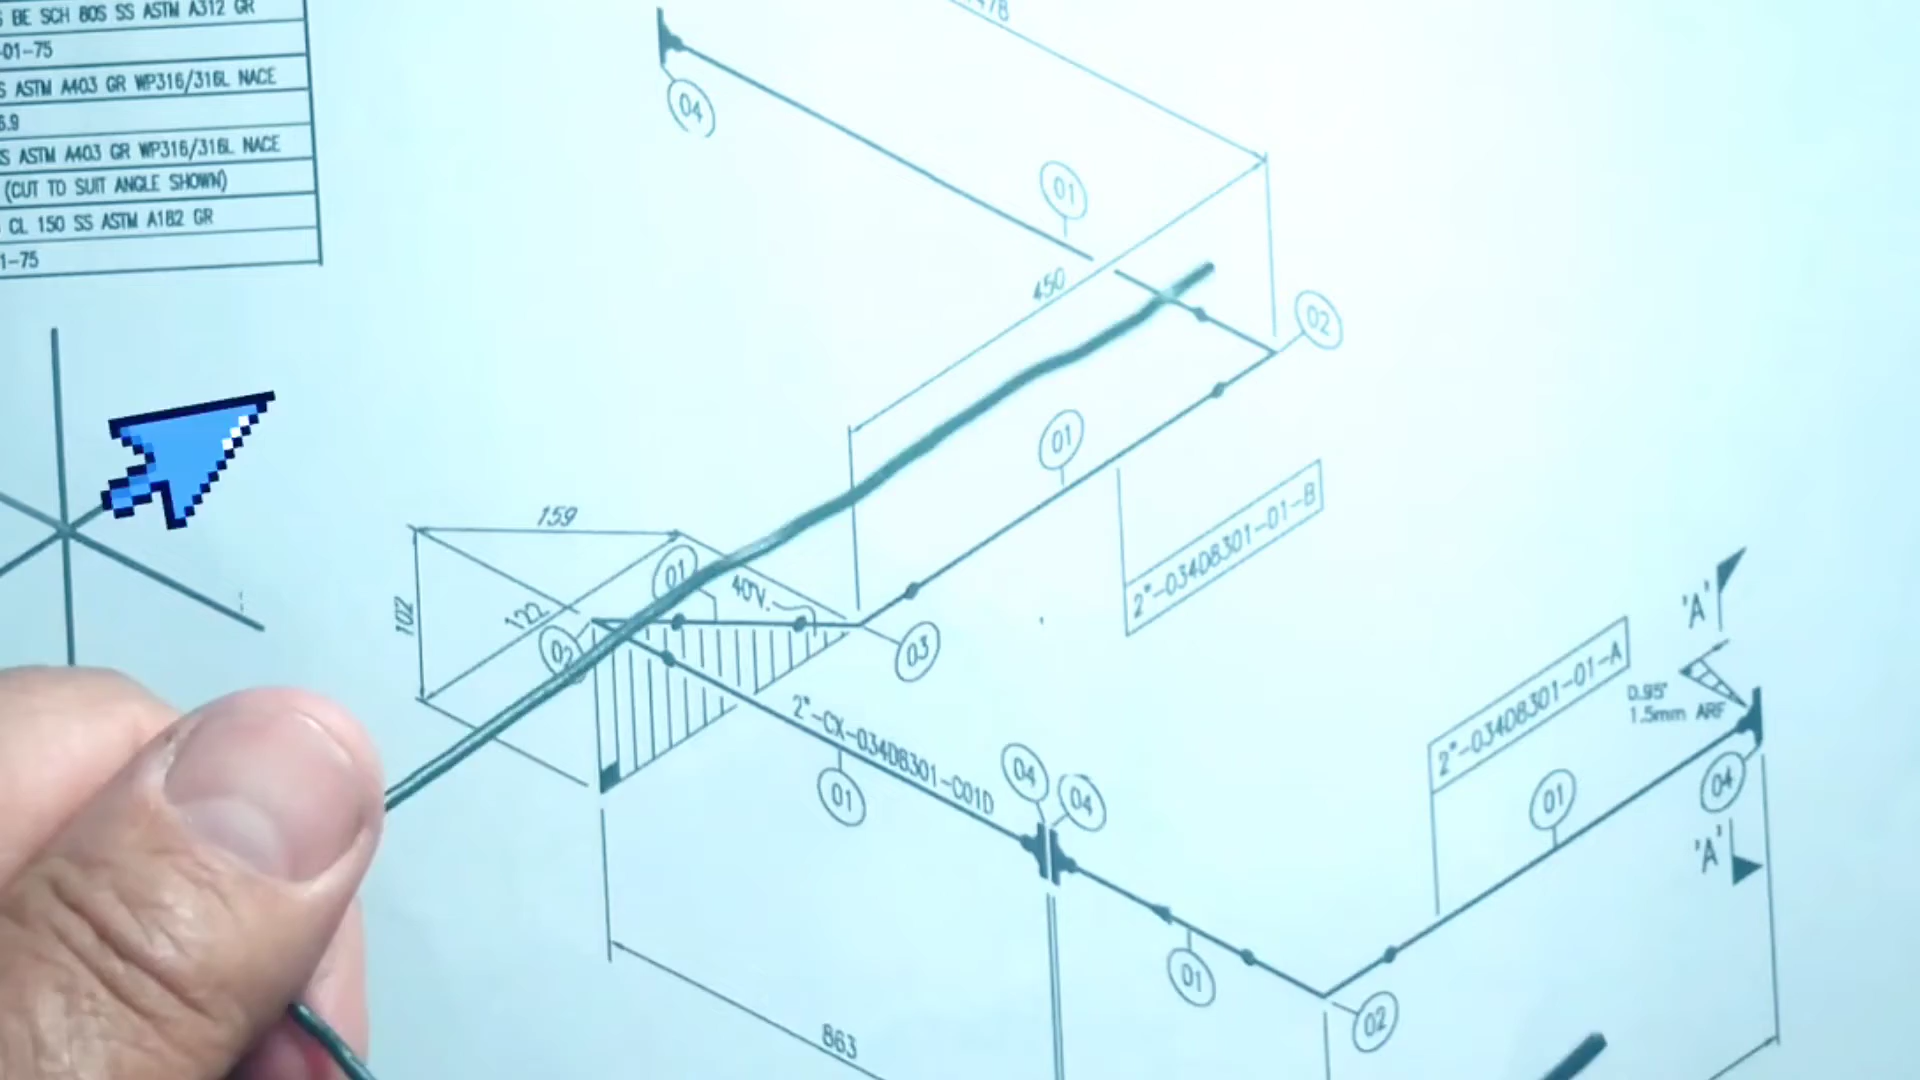 BE SCH 80S SS ASTM A312 GR
-01-75
S ASTM A403 GR WP316/316L NACE
6.9
SS ASTM A403 GR WP316/316L NACE
(CUT TO SUIT ANGLE SHOWN)
CL 150 SS ASTM A182 GR
1-75
04
01
450
02
01
2"-034D8301-01-B
159
01
40°V.
102
122
02
03
'A'
2"-034D8301-01-A
0.95°
1.5mm ARF
2"-CX-034D8301-C01D
04
04
01
01
04
'A'
01
02
863